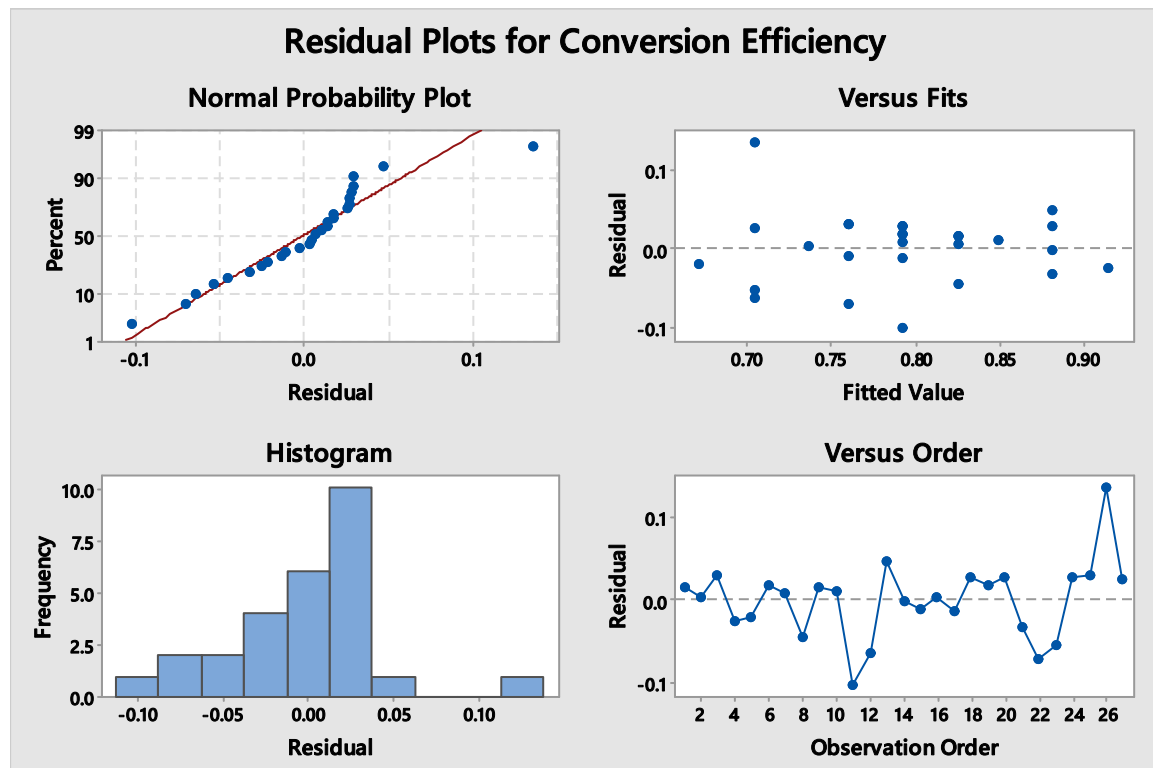 Residual Plots for Conversion Efficiency
Normal Probability Plot
99
90
50
10
1
Percent
-0.1 0.0 0.1
Residual
Versus Fits
0.1
0.0
-0.1
Residual
0.70 0.75 0.80 0.85 0.90
Fitted Value
Histogram
10.0
7.5
5.0
2.5
0.0
Frequency
-0.10 -0.05 0.00 0.05 0.10
Residual
Versus Order
0.1
0.0
-0.1
Residual
2 4 6 8 10 12 14 16 18 20 22 24 26
Observation Order